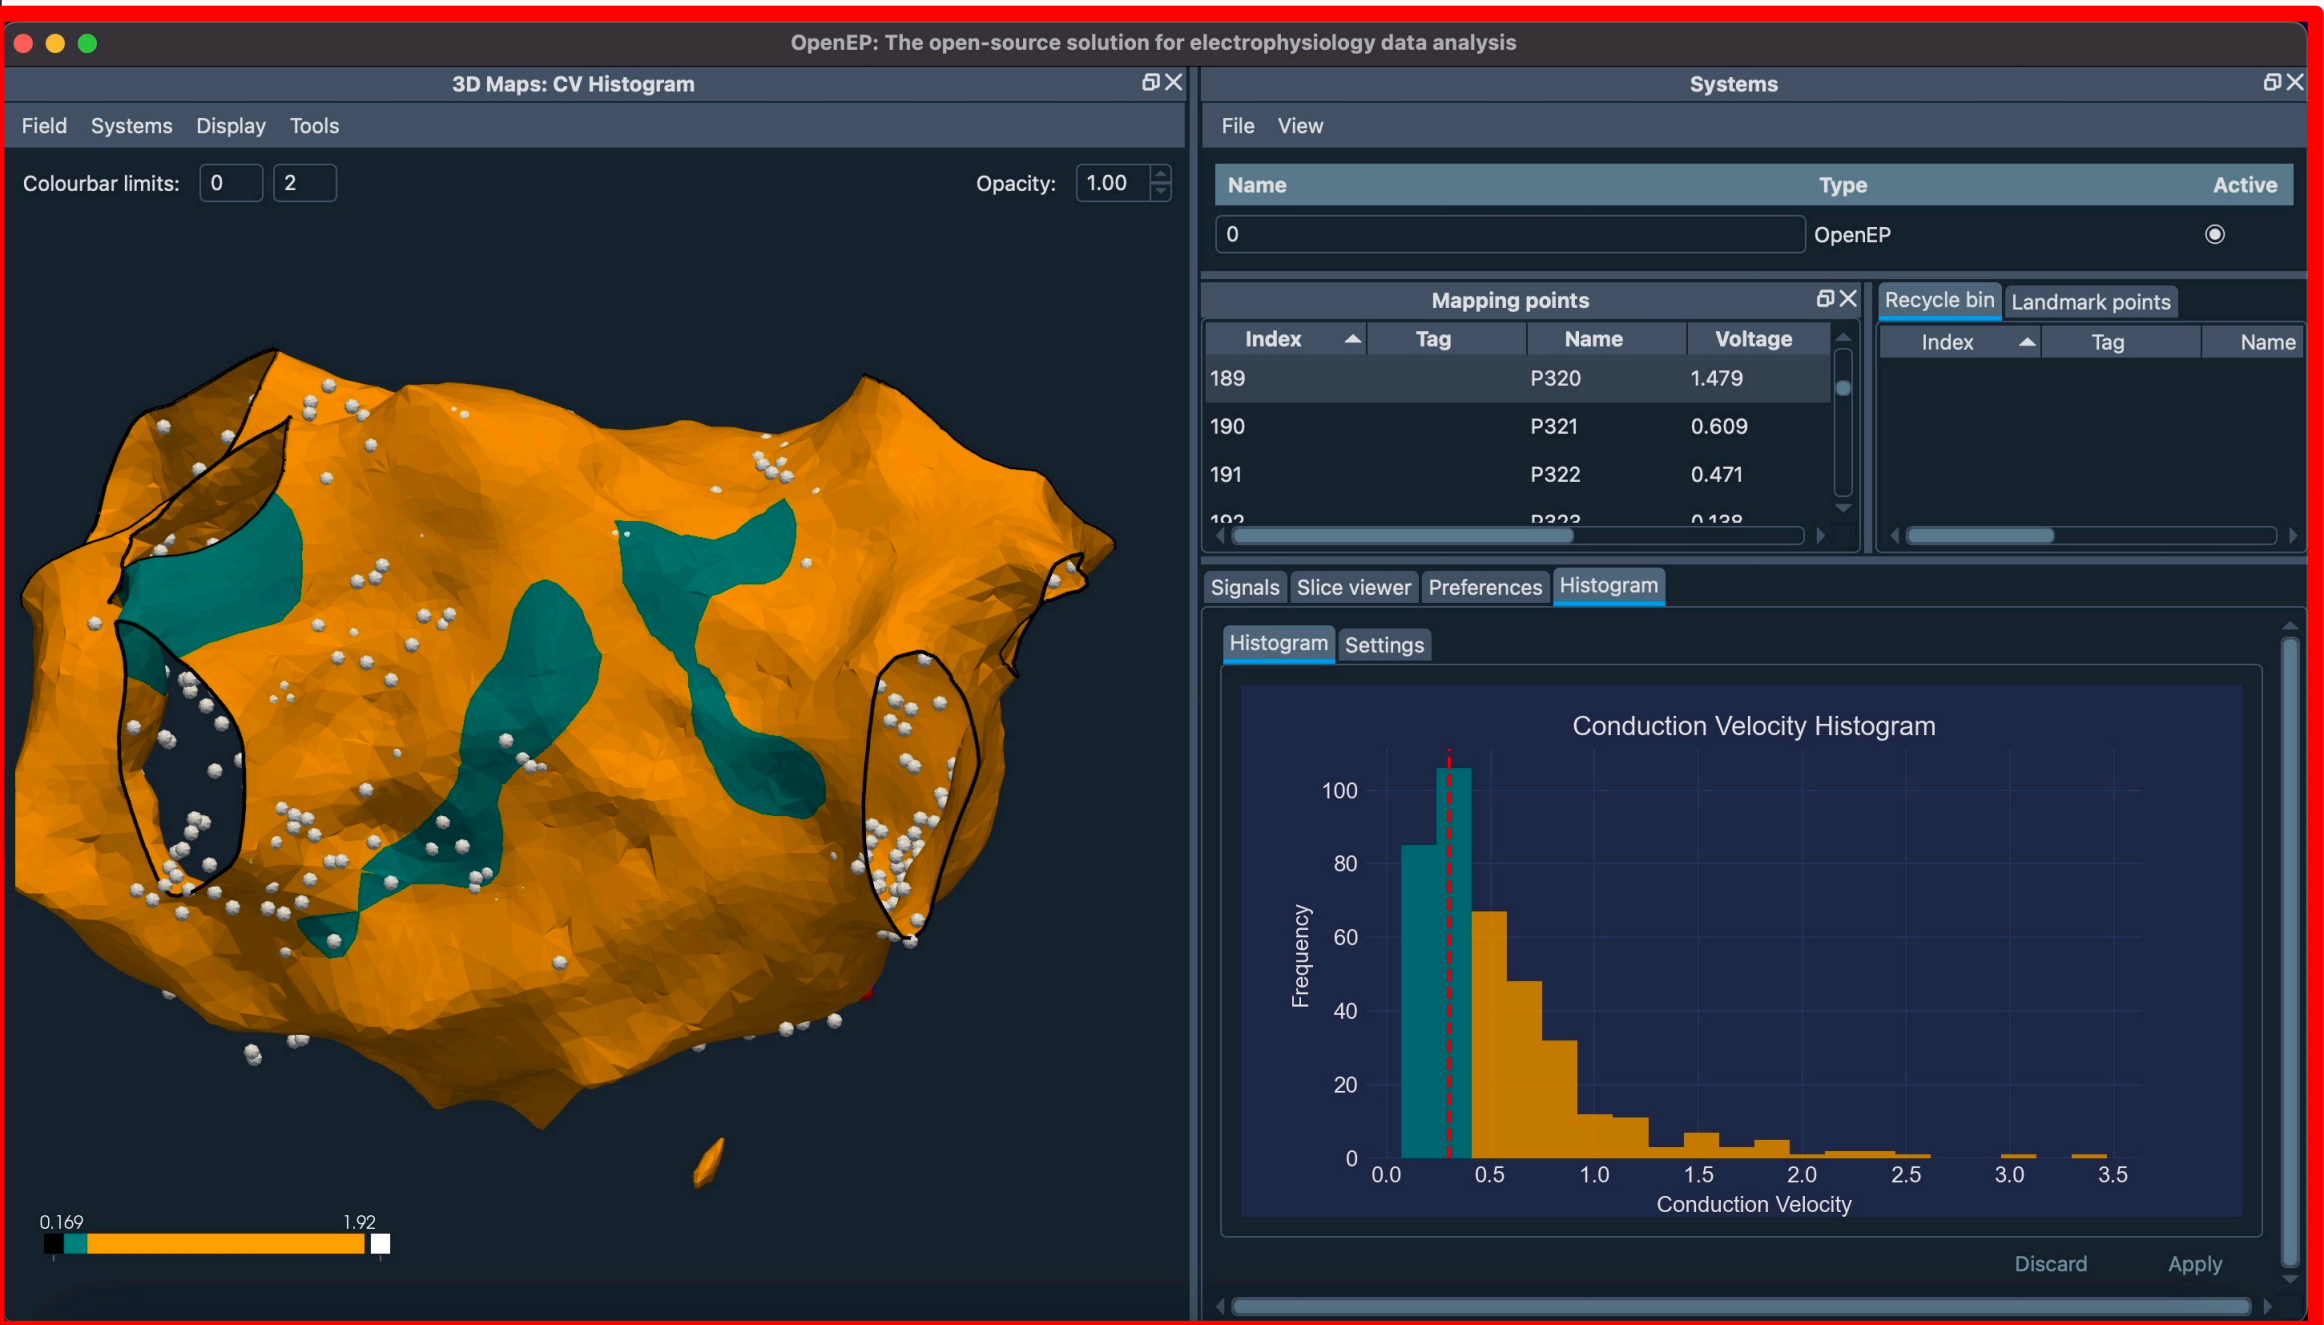 OpenEP: The open-source solution for electrophysiology data analysis
3D Maps: CV Histogram
Field Systems Display Tools
Colourbar limits: 0 2 Opacity: 1.00
0.169 1.92
Systems
File View
Name Type Active
0 OpenEP
Mapping points
Index Tag Name Voltage
189 P320 1.479
190 P321 0.609
191 P322 0.471
192 P323 0.138
Recycle bin Landmark points
Index Tag Name
Signals Slice viewer Preferences Histogram
Histogram Settings
Conduction Velocity Histogram
100
80
60
40
20
0
Frequency
0.0 0.5 1.0 1.5 2.0 2.5 3.0 3.5
Conduction Velocity
Discard Apply